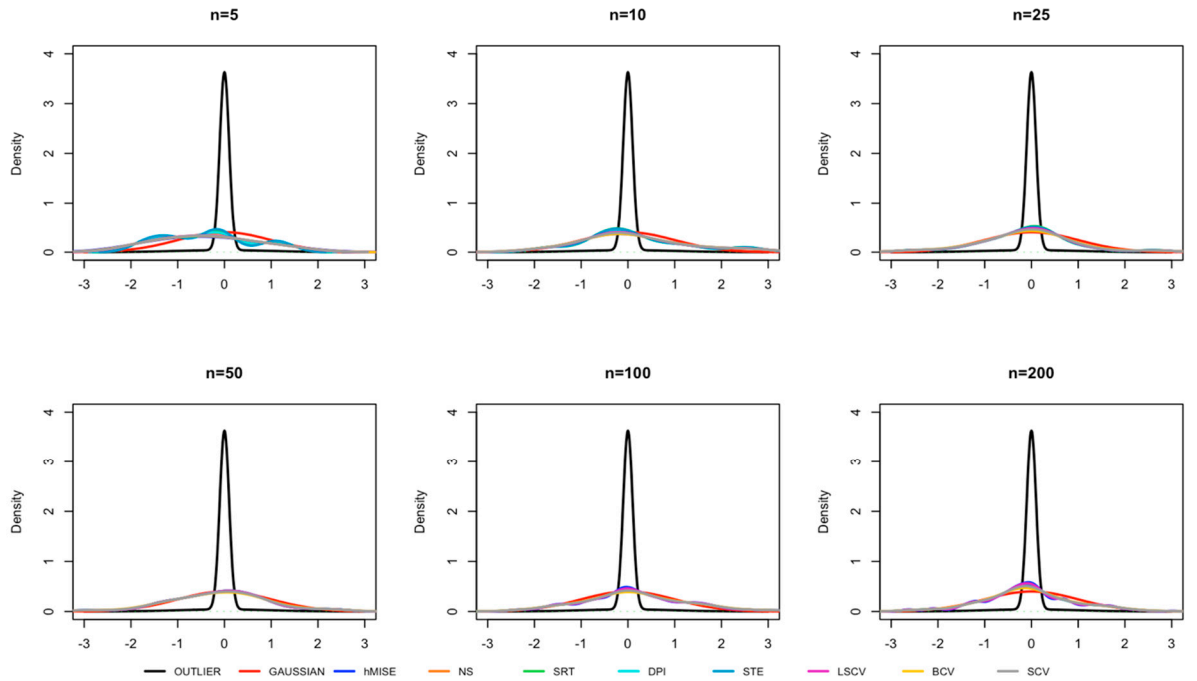 n=5 n=10 n=25
Density 4 3 2 1 0
-3 -2 -1 0 1 2 3
Density 4 3 2 1 0
-3 -2 -1 0 1 2 3
Density 4 3 2 1 0
-3 -2 -1 0 1 2 3
n=50 n=100 n=200
Density 4 3 2 1 0
-3 -2 -1 0 1 2 3
Density 4 3 2 1 0
-3 -2 -1 0 1 2 3
Density 4 3 2 1 0
-3 -2 -1 0 1 2 3
OUTLIER GAUSSIAN hMISE NS SRT DPI STE LSCV BCV SCV